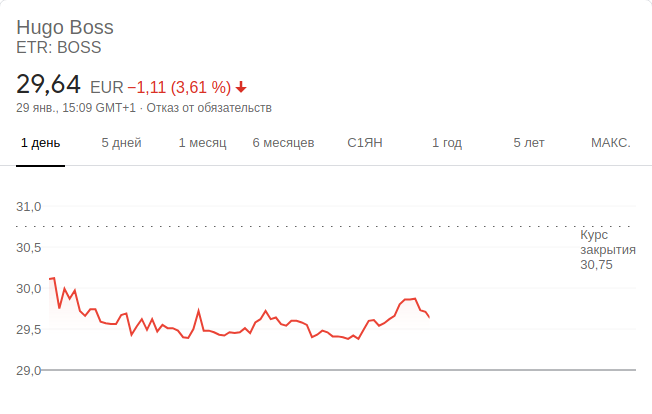 Hugo Boss
ETR: BOSS
29,64 EUR −1,11 (3,61 %)
29 янв., 15:09 GMT+1 · Отказ от обязательств
1 день 5 дней 1 месяц 6 месяцев С1ЯН 1 год 5 лет МАКС.
31,0
Курс
закрытия
30,75
30,5
30,0
29,5
29,0